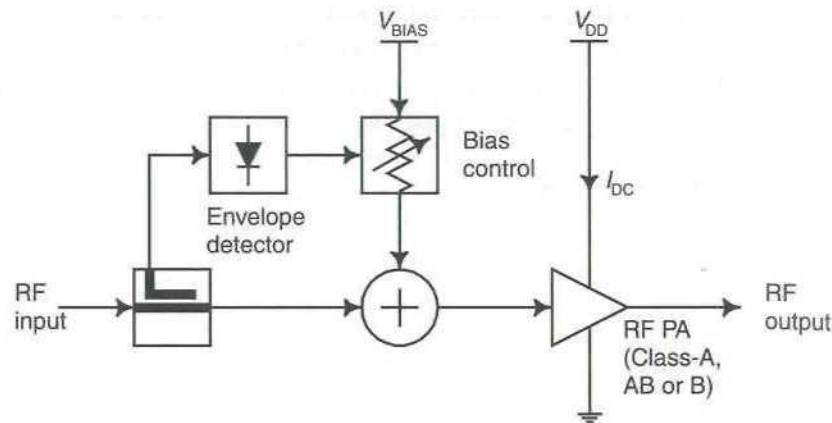 V_BIAS
V_DD
Bias
control
I_DC
Envelope
detector
RF
input
RF PA
(Class-A,
AB or B)
RF
output